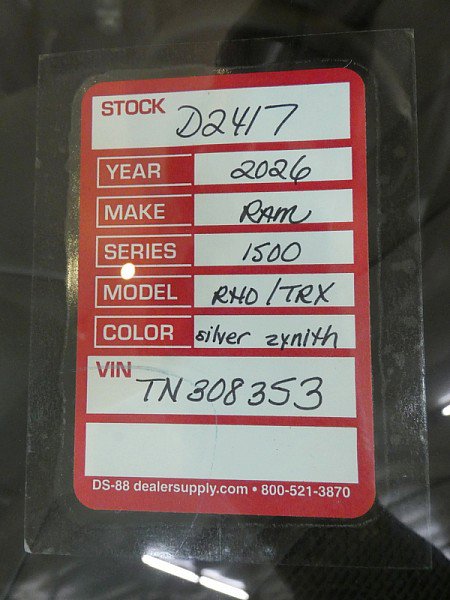 STOCK D2417
YEAR 2026
MAKE RAM
SERIES 1500
MODEL RHO / TRX
COLOR silver zynith
VIN
TN308353
DS-88 dealersupply.com • 800-521-3870